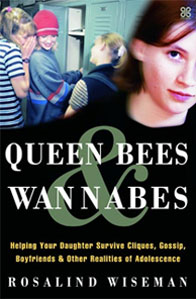 QUEEN BEES
&
WANNABES
Helping Your Daughter Survive Cliques, Gossip,
Boyfriends & Other Realities of Adolescence
ROSALIND WISEMAN